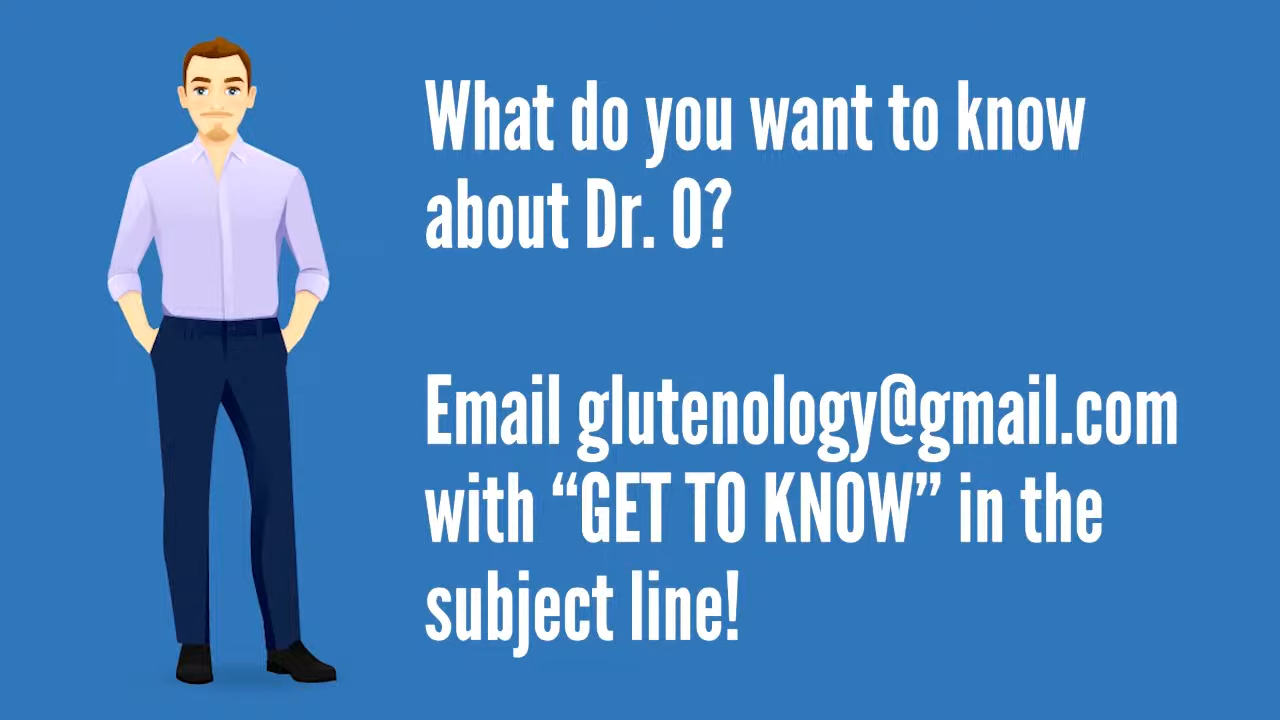 What do you want to know
about Dr. O?
Email glutenology@gmail.com
with “GET TO KNOW” in the
subject line!